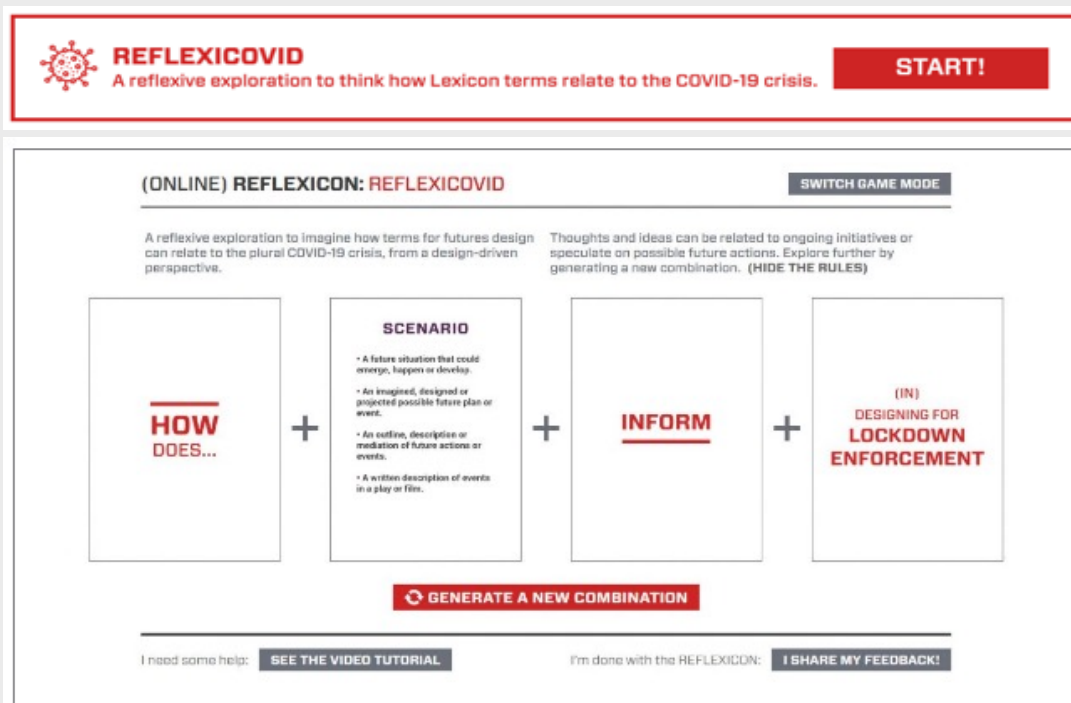 REFLEXICOVID
A reflexive exploration to think how Lexicon terms relate to the COVID-19 crisis.
START!
(ONLINE) REFLEXICON: REFLEXICOVID
SWITCH GAME MODE
A reflexive exploration to imagine how terms for futures design
can relate to the plural COVID-19 crisis, from a design-driven
perspective.
Thoughts and ideas can be related to ongoing initiatives or
speculate on possible future actions. Explore further by
generating a new combination. (HIDE THE RULES)
HOW
DOES...
+
SCENARIO
• A future situation that could
emerge, happen or develop.
• An imagined, designed or
projected possible future plan or
event.
• An outline, description or
mediation of future actions or
events.
• A written description of events
in a play or film.
+
INFORM
+
(IN)
DESIGNING FOR
LOCKDOWN
ENFORCEMENT
GENERATE A NEW COMBINATION
I need some help:
SEE THE VIDEO TUTORIAL
I'm done with the REFLEXICON:
I SHARE MY FEEDBACK!